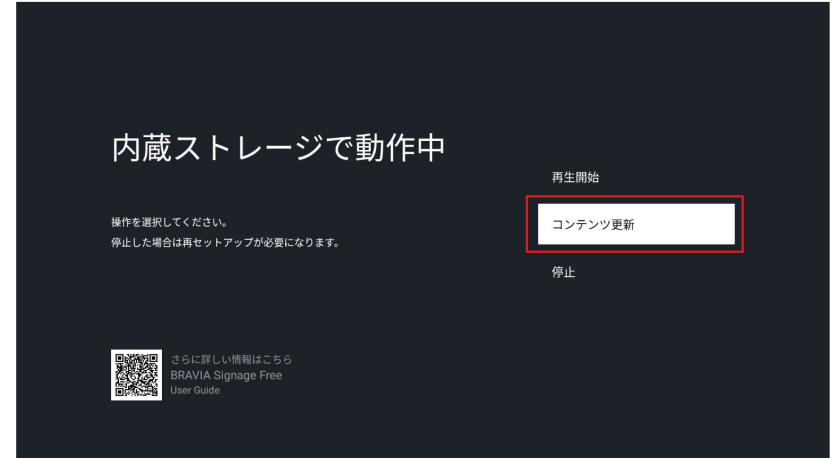 内蔵ストレージで動作中
操作を選択してください。
停止した場合は再セットアップが必要になります。
再生開始
コンテンツ更新
停止
さらに詳しい情報はこちら
BRAVIA Signage Free
User Guide